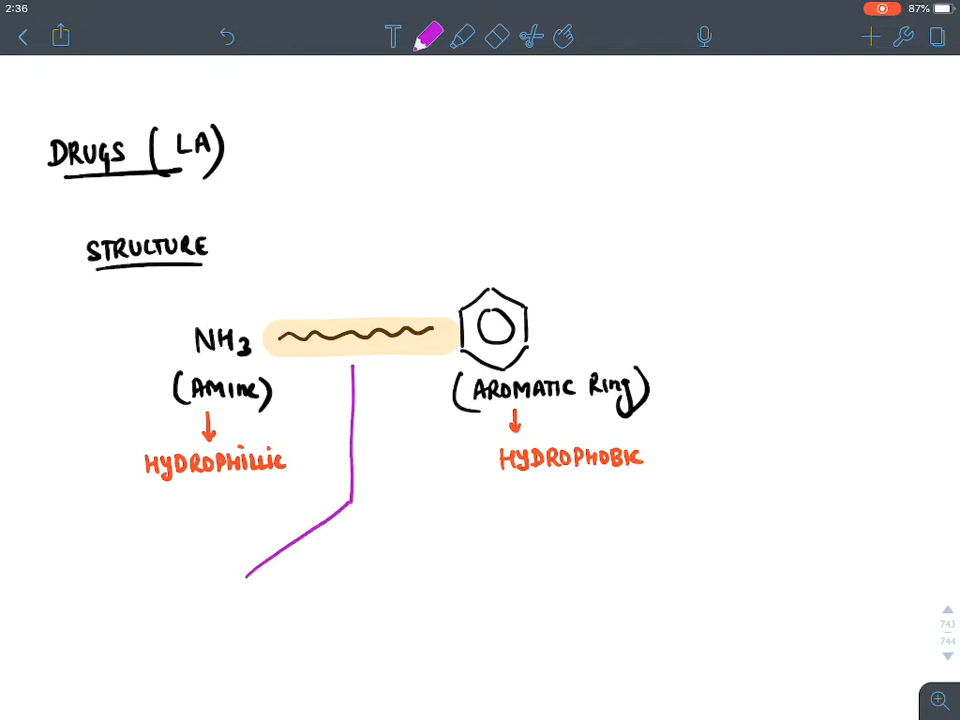 2:36
87%
T
DRUGS (LA)
STRUCTURE
NH3
(AMINE)
(AROMATIC Ring)
HYDROPHILLIC
HYDROPHOBIC
743
744